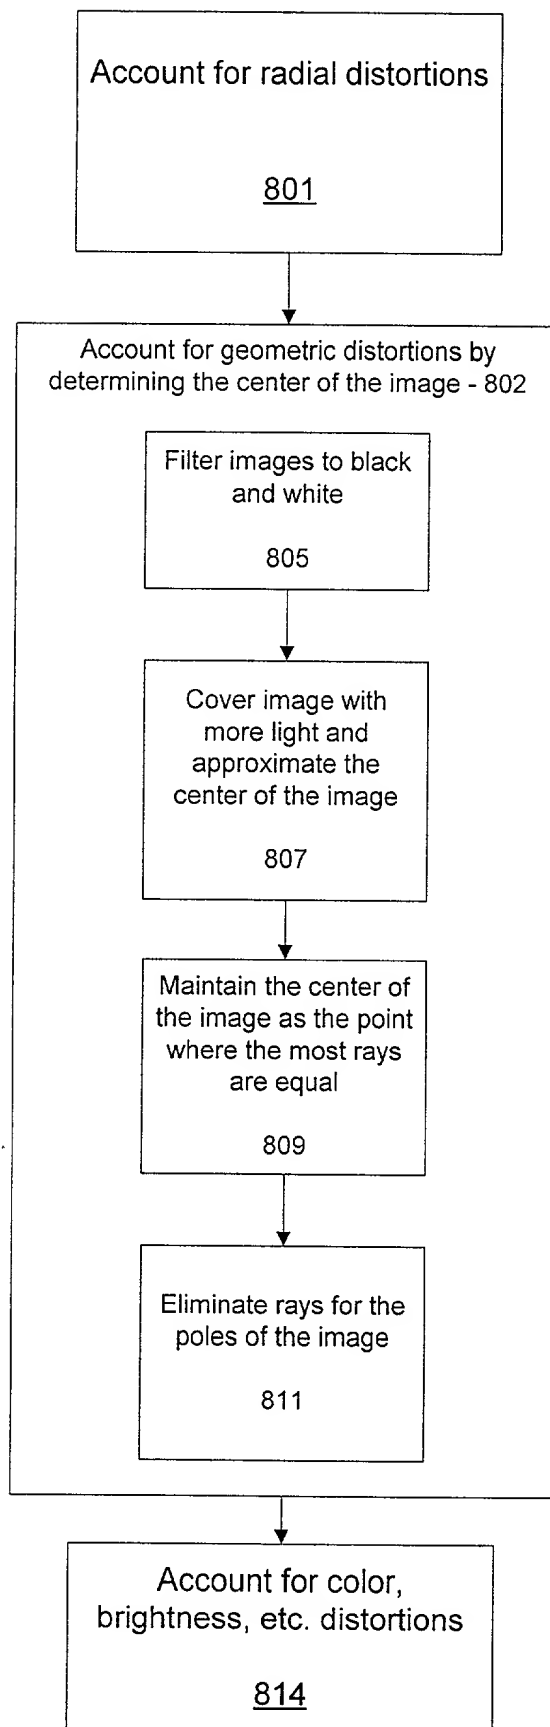 Account for radial distortions
801
Account for geometric distortions by
determining the center of the image - 802
Filter images to black
and white
805
Cover image with
more light and
approximate the
center of the image
807
Maintain the center of
the image as the point
where the most rays
are equal
809
Eliminate rays for the
poles of the image
811
Account for color,
brightness, etc. distortions
814